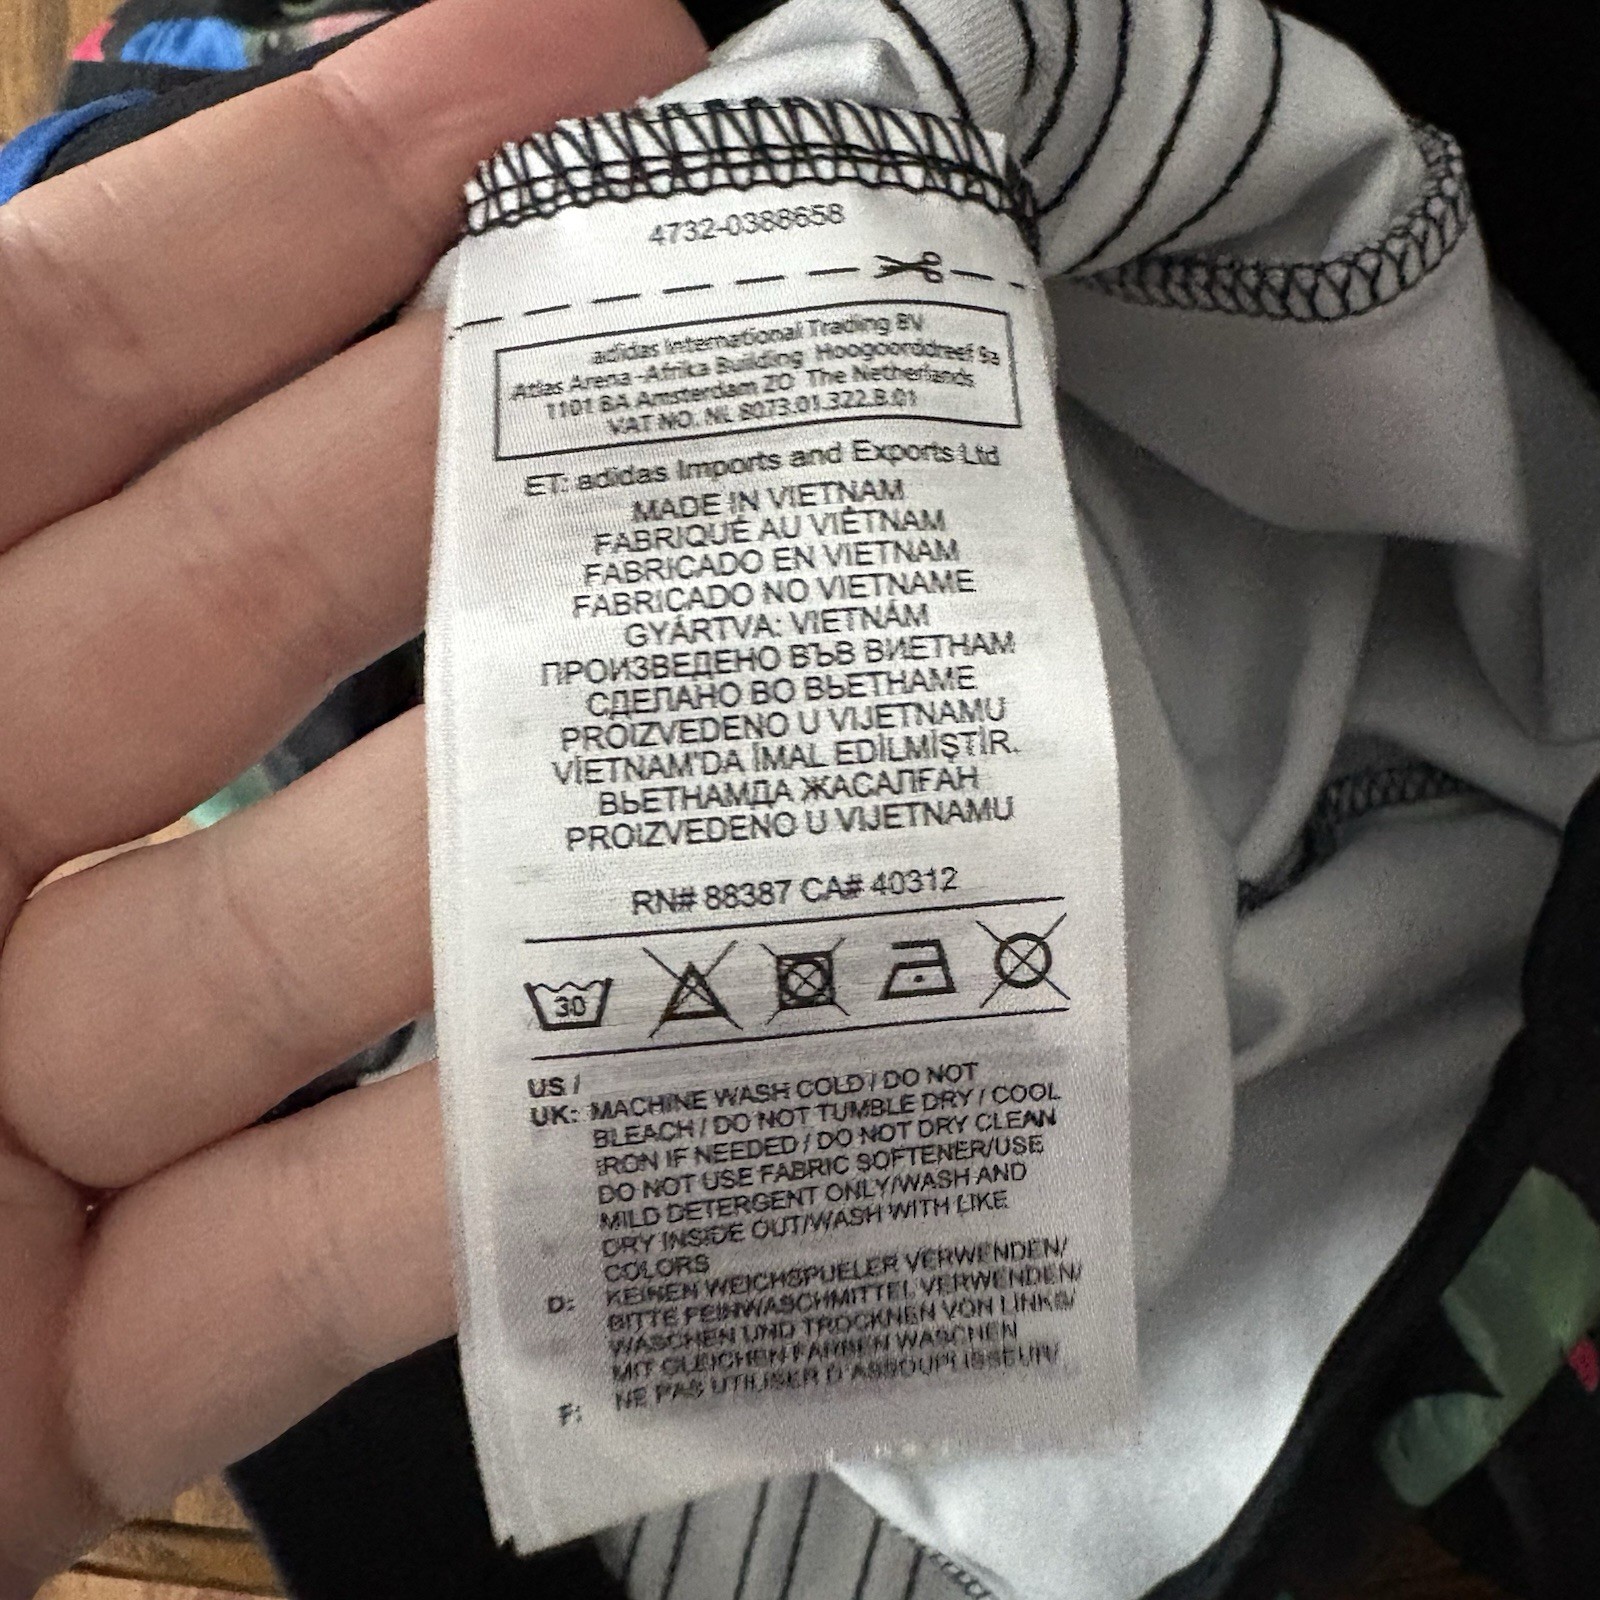 4732-0388658
adidas International Trading BV
Atlas Arena -Afrika Building Hoogoorddreef 9a
1101 BA Amsterdam ZO The Netherlands
VAT NO. NL 8073.01.322.B.01
ET: adidas Imports and Exports Ltd
MADE IN VIETNAM
FABRIQUÉ AU VIÊTNAM
FABRICADO EN VIETNAM
FABRICADO NO VIETNAME
GYÁRTVA: VIETNÁM
ПРОИЗВЕДЕНО ВЪВ ВИЕТНАМ
СДЕЛАНО ВО ВЬЕТНАМЕ
PROIZVEDENO U VIJETNAMU
VİETNAM'DA İMAL EDİLMİŞTİR.
ВЬЕТНАМДА ЖАСАЛҒАН
PROIZVEDENO U VIJETNAMU
RN# 88387 CA# 40312
30
US /
UK: MACHINE WASH COLD / DO NOT
BLEACH / DO NOT TUMBLE DRY / COOL
IRON IF NEEDED / DO NOT DRY CLEAN
DO NOT USE FABRIC SOFTENER/USE
MILD DETERGENT ONLY/WASH AND
DRY INSIDE OUT/WASH WITH LIKE
COLORS
D: KEINEN WEICHSPUELER VERWENDEN/
BITTE FEINWASCHMITTEL VERWENDEN/
WASCHEN UND TROCKNEN VON LINKS/
MIT GLEICHEN FARBEN WASCHEN
F: NE PAS UTILISER D'ASSOUPLISSEUR/